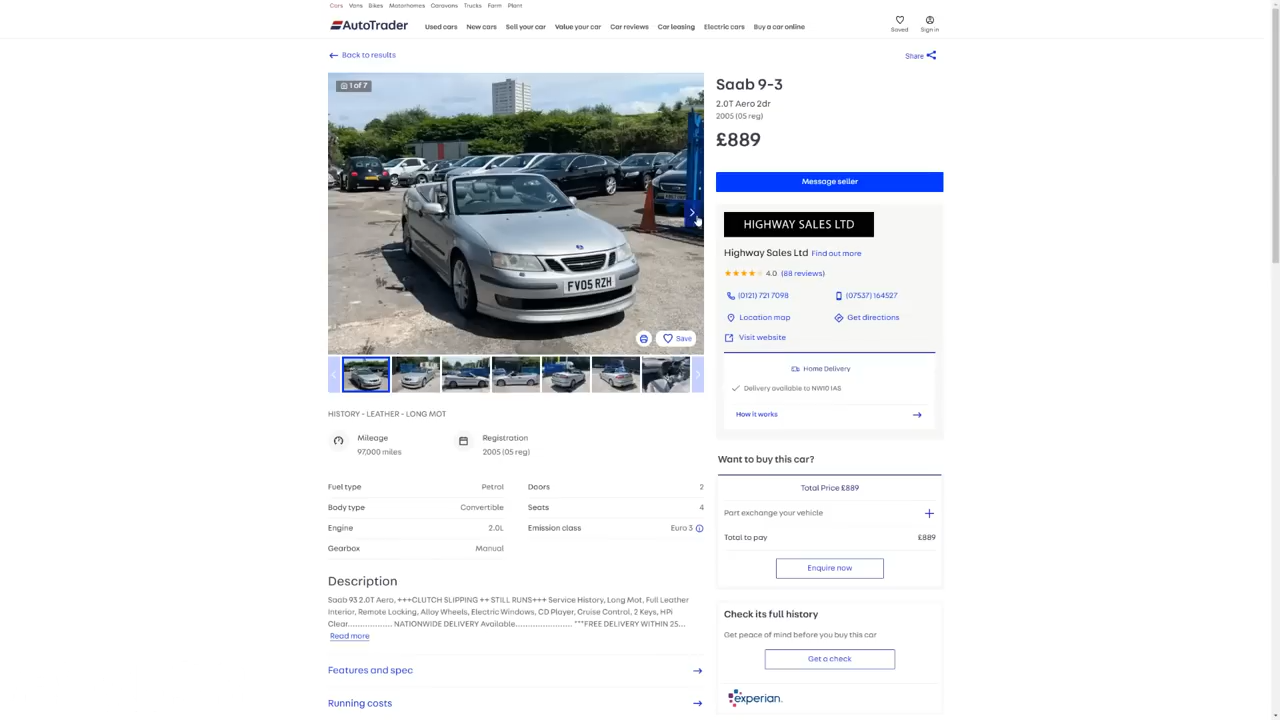 Cars Vans Bikes Motorhomes Caravans Trucks Farm Plant
AutoTrader
Used cars New cars Sell your car Value your car Car reviews Car leasing Electric cars Buy a car online
Saved Sign in
Back to results
Share
1 of 7
FV05 RZH
Save
Saab 9-3
2.0T Aero 2dr
2005 (05 reg)
£889
Message seller
HIGHWAY SALES LTD
Highway Sales Ltd Find out more
4.0 (88 reviews)
(0121) 721 7098 (07537) 164527
Location map Get directions
Visit website
Home Delivery
Delivery available to NW10 1AS
How it works
HISTORY - LEATHER - LONG MOT
Mileage
97,000 miles
Registration
2005 (05 reg)
Fuel type Petrol
Doors 2
Body type Convertible
Seats 4
Engine 2.0L
Emission class Euro 3
Gearbox Manual
Description
Saab 93 2.0T Aero, +++CLUTCH SLIPPING ++ STILL RUNS+++ Service History, Long Mot, Full Leather
Interior, Remote Locking, Alloy Wheels, Electric Windows, CD Player, Cruise Control, 2 Keys, HPi
Clear.................. NATIONWIDE DELIVERY Available....................... ***FREE DELIVERY WITHIN 25...
Read more
Features and spec
Running costs
Want to buy this car?
Total Price £889
Part exchange your vehicle
Total to pay £889
Enquire now
Check its full history
Get peace of mind before you buy this car
Get a check
experian.